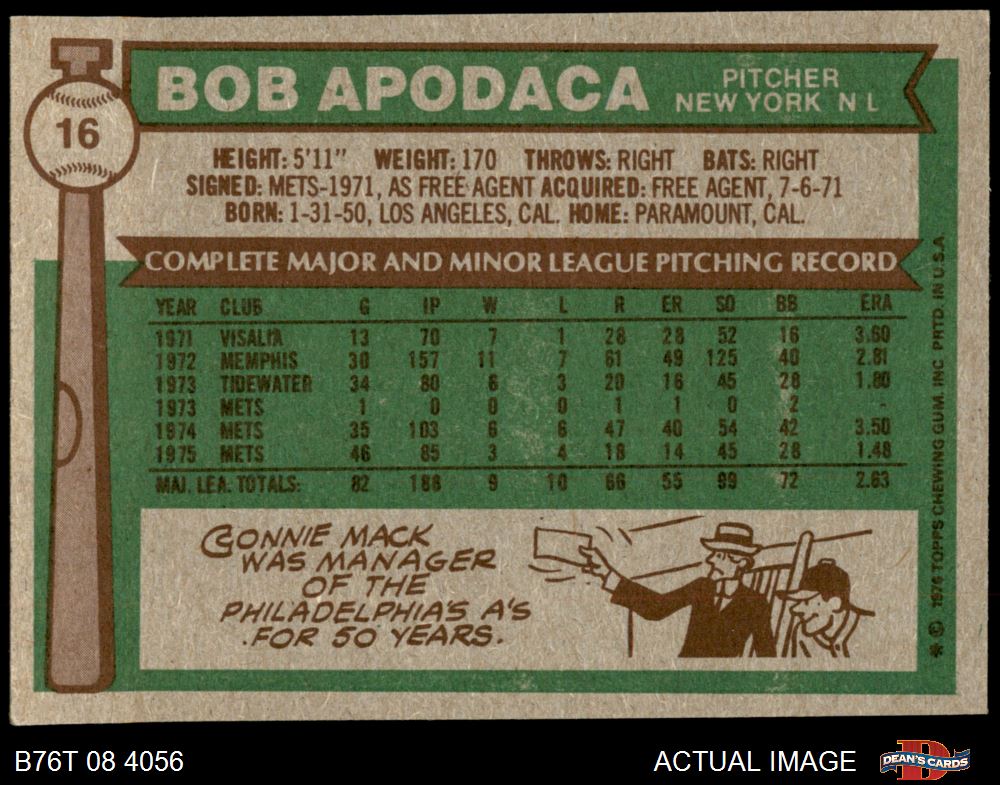 16
BOB APODACA
PITCHER
NEW YORK N L
HEIGHT: 5'11" WEIGHT: 170 THROWS: RIGHT BATS: RIGHT
SIGNED: METS-1971, AS FREE AGENT ACQUIRED: FREE AGENT, 7-6-71
BORN: 1-31-50, LOS ANGELES, CAL. HOME: PARAMOUNT, CAL.
COMPLETE MAJOR AND MINOR LEAGUE PITCHING RECORD
YEAR CLUB G IP W L R ER SO BB ERA
1971 VISALIA 13 70 7 1 28 28 52 16 3.60
1972 MEMPHIS 30 157 11 7 61 49 125 40 2.81
1973 TIDEWATER 34 80 6 3 20 16 45 28 1.80
1973 METS 1 0 0 0 1 1 0 2 -
1974 METS 35 103 6 6 47 40 54 42 3.50
1975 METS 46 85 3 4 18 14 45 28 1.48
MAJ. LEA. TOTALS: 82 188 9 10 66 55 99 72 2.63
CONNIE MACK
WAS MANAGER
OF THE
PHILADELPHIA'S A'S
FOR 50 YEARS.
* © 1976 TOPPS CHEWING GUM, INC PRTD. IN U.S.A.
B76T 08 4056
ACTUAL IMAGE
DEAN'S CARDS